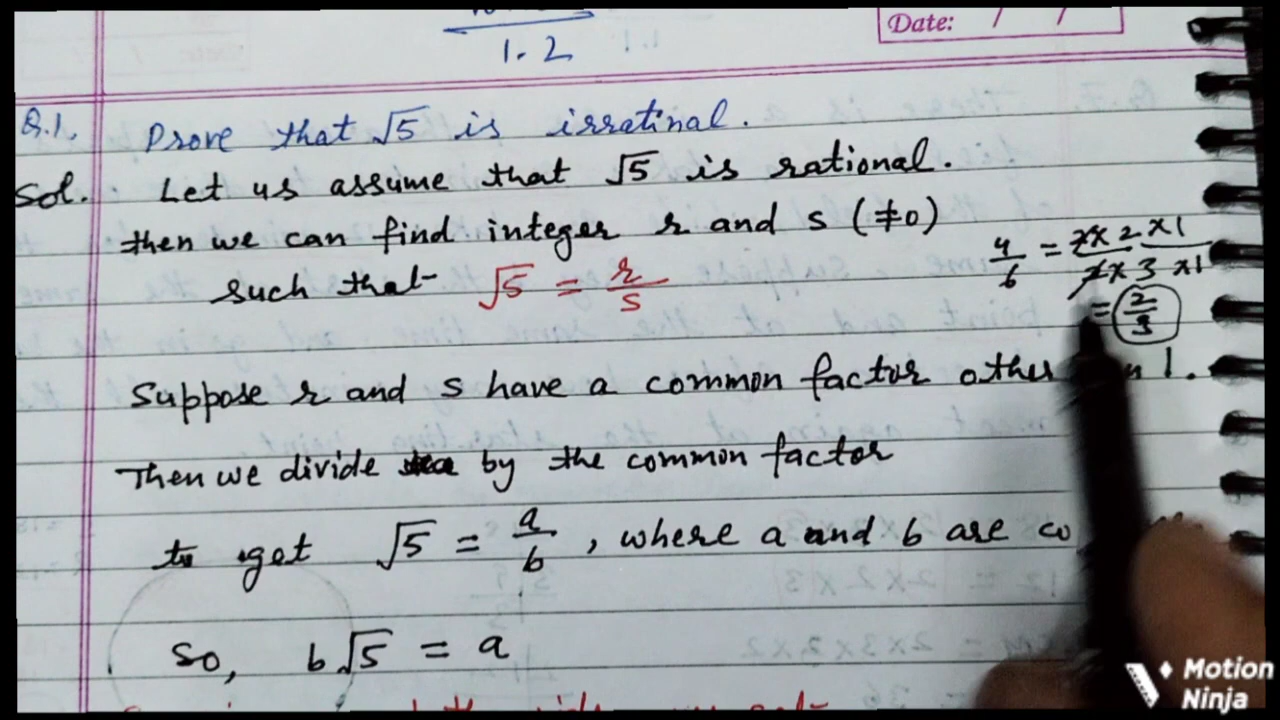 1.2
Date: / /
Q.1. Prove that √5 is irratinal.
Sol. Let us assume that √5 is rational.
then we can find integer r and s (≠0)
such that √5 = r/s
4/6 = 2×2×1/2×3×1
= 2/3
Suppose r and s have a common factor other 1.
Then we divide by the common factor
to get √5 = a/b, where a and b are co
So, b√5 = a
Motion
Ninja